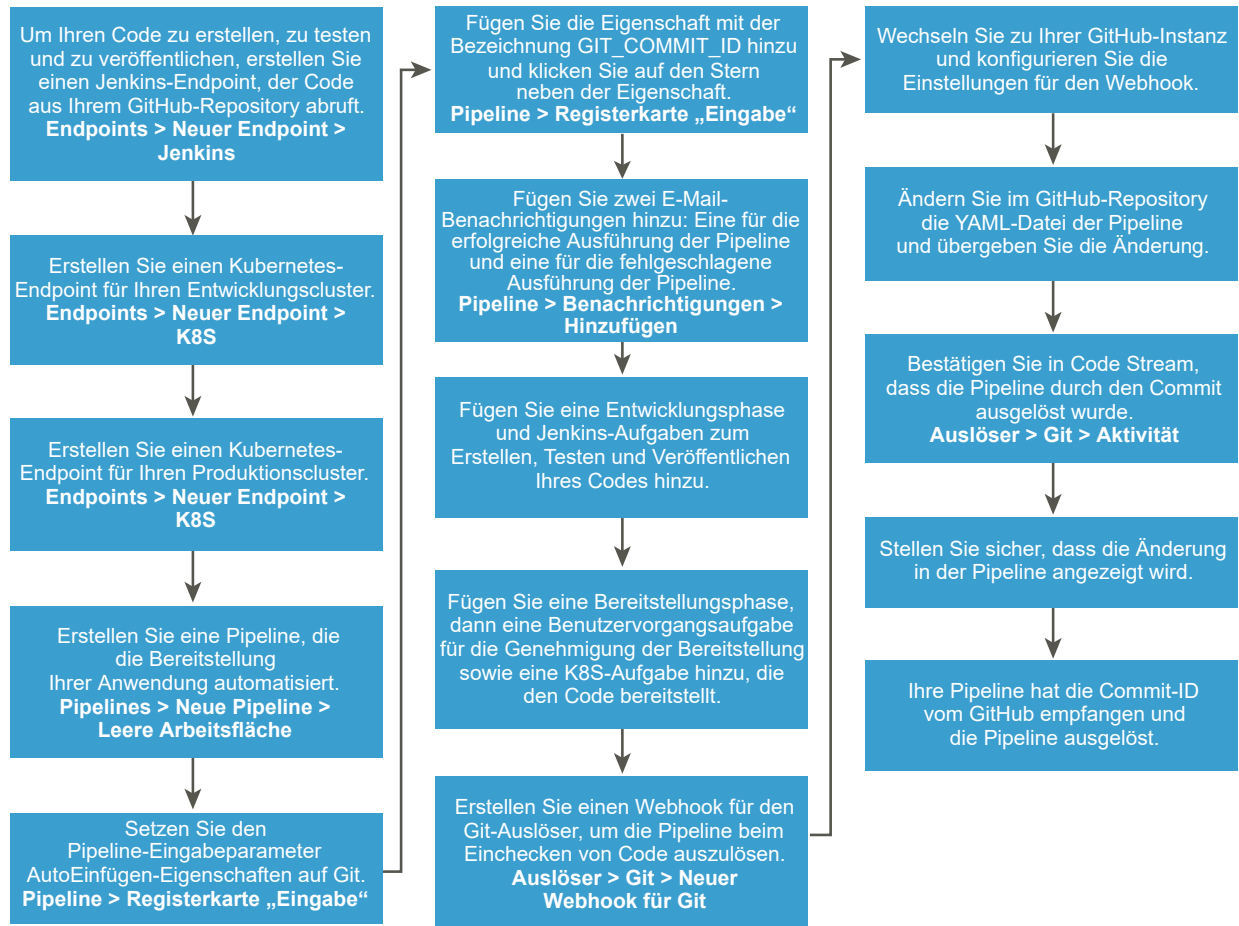 Um Ihren Code zu erstellen, zu testen
und zu veröffentlichen, erstellen Sie
einen Jenkins-Endpoint, der Code
aus Ihrem GitHub-Repository abruft.
Endpoints > Neuer Endpoint >
Jenkins
Erstellen Sie einen Kubernetes-
Endpoint für Ihren Entwicklungscluster.
Endpoints > Neuer Endpoint >
K8S
Erstellen Sie einen Kubernetes-
Endpoint für Ihren Produktionscluster.
Endpoints > Neuer Endpoint >
K8S
Erstellen Sie eine Pipeline, die
die Bereitstellung
Ihrer Anwendung automatisiert.
Pipelines > Neue Pipeline >
Leere Arbeitsfläche
Setzen Sie den
Pipeline-Eingabeparameter
AutoEinfügen-Eigenschaften auf Git.
Pipeline > Registerkarte „Eingabe“
Fügen Sie die Eigenschaft mit der
Bezeichnung GIT_COMMIT_ID hinzu
und klicken Sie auf den Stern
neben der Eigenschaft.
Pipeline > Registerkarte „Eingabe“
Fügen Sie zwei E-Mail-
Benachrichtigungen hinzu: Eine für die
erfolgreiche Ausführung der Pipeline
und eine für die fehlgeschlagene
Ausführung der Pipeline.
Pipeline > Benachrichtigungen >
Hinzufügen
Fügen Sie eine Entwicklungsphase
und Jenkins-Aufgaben zum
Erstellen, Testen und Veröffentlichen
Ihres Codes hinzu.
Fügen Sie eine Bereitstellungsphase,
dann eine Benutzervorgangsaufgabe
für die Genehmigung der Bereitstellung
sowie eine K8S-Aufgabe hinzu, die
den Code bereitstellt.
Erstellen Sie einen Webhook für den
Git-Auslöser, um die Pipeline beim
Einchecken von Code auszulösen.
Auslöser > Git > Neuer
Webhook für Git
Wechseln Sie zu Ihrer GitHub-Instanz
und konfigurieren Sie die
Einstellungen für den Webhook.
Ändern Sie im GitHub-Repository
die YAML-Datei der Pipeline
und übergeben Sie die Änderung.
Bestätigen Sie in Code Stream,
dass die Pipeline durch den Commit
ausgelöst wurde.
Auslöser > Git > Aktivität
Stellen Sie sicher, dass die Änderung
in der Pipeline angezeigt wird.
Ihre Pipeline hat die Commit-ID
vom GitHub empfangen und
die Pipeline ausgelöst.